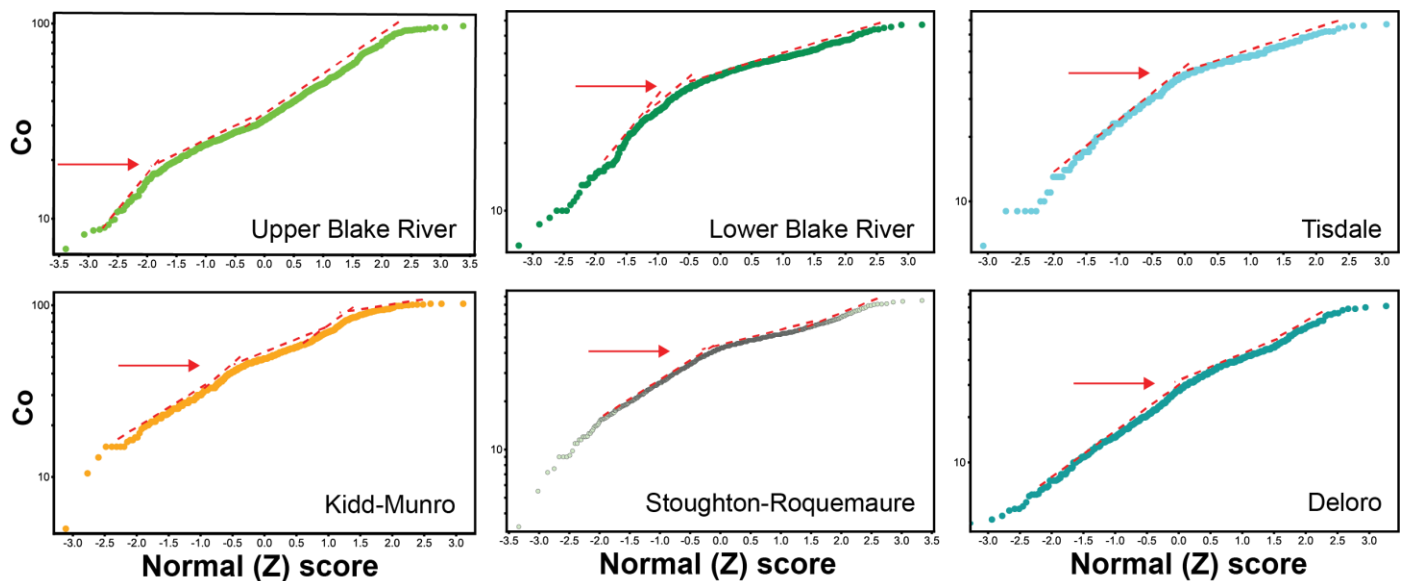 Co
100
10
Upper Blake River
-3.5 -3.0 -2.5 -2.0 -1.5 -1.0 -0.5 0.0 0.5 1.0 1.5 2.0 2.5 3.0 3.5
10
Lower Blake River
-3.0 -2.5 -2.0 -1.5 -1.0 -0.5 0.0 0.5 1.0 1.5 2.0 2.5 3.0
10
Tisdale
-3.0 -2.5 -2.0 -1.5 -1.0 -0.5 0.0 0.5 1.0 1.5 2.0 2.5 3.0
Co
100
10
Kidd-Munro
-3.0 -2.5 -2.0 -1.5 -1.0 -0.5 0.0 0.5 1.0 1.5 2.0 2.5 3.0
Normal (Z) score
10
Stoughton-Roquemaure
-3.5 -3.0 -2.5 -2.0 -1.5 -1.0 -0.5 0.0 0.5 1.0 1.5 2.0 2.5 3.0 3.5
Normal (Z) score
10
Deloro
-3.0 -2.5 -2.0 -1.5 -1.0 -0.5 0.0 0.5 1.0 1.5 2.0 2.5 3.0
Normal (Z) score